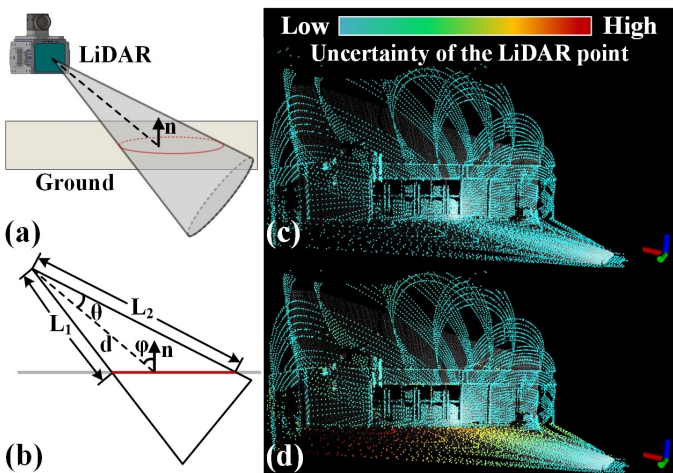 LiDAR
n
Ground
(a)
Low High
Uncertainty of the LiDAR point
(c)
L₁
θ
L₂
d
φ
n
(b)
(d)